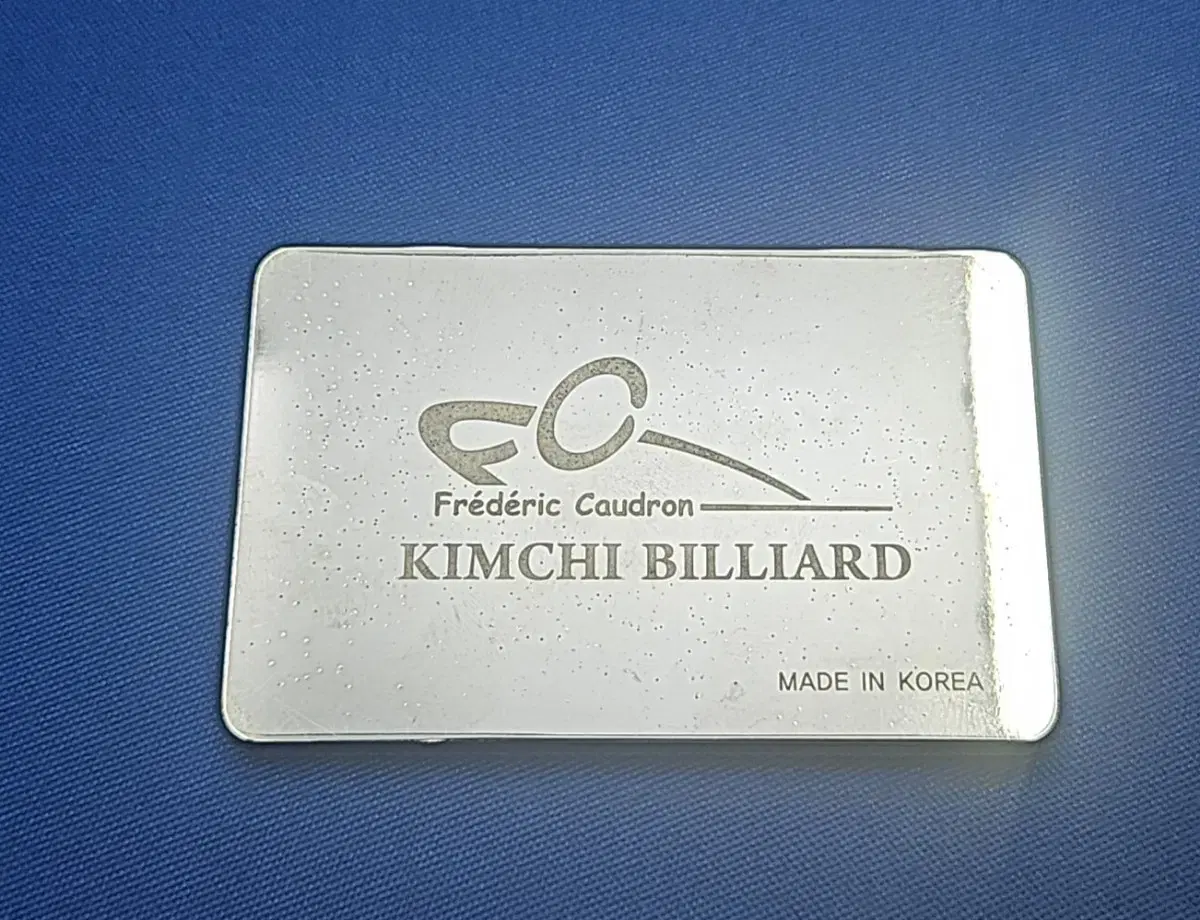 FC
Frédéric Caudron
KIMCHI BILLIARD
MADE IN KOREA